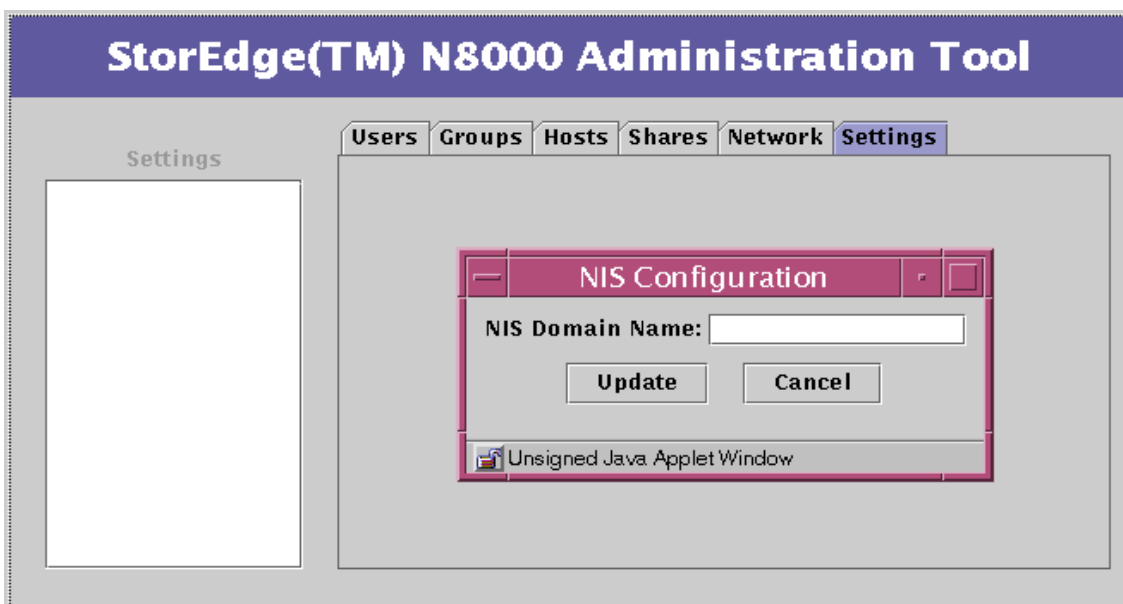 StorEdge(TM) N8000 Administration Tool
Settings
Users Groups Hosts Shares Network Settings
NIS Configuration
NIS Domain Name:
Update Cancel
Unsigned Java Applet Window